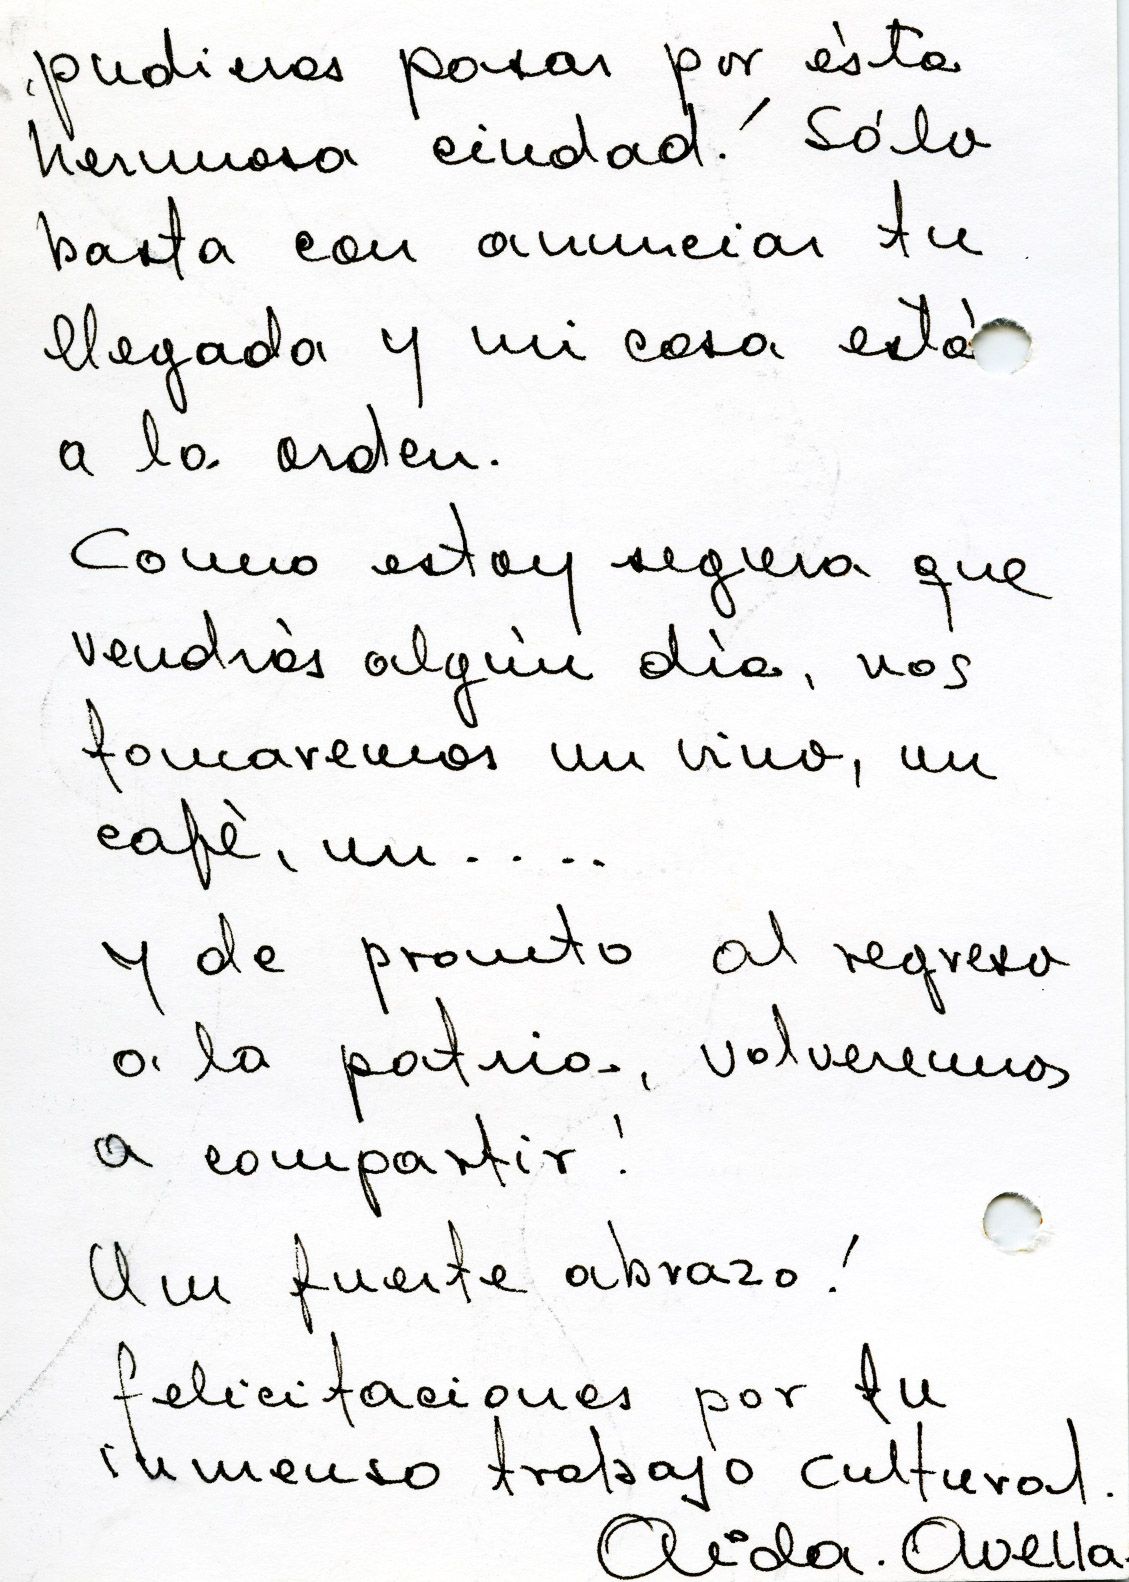 pudieras pasar por ésta
hermosa ciudad! Sólo
basta con anunciar tu
llegada y mi casa está
a la orden.
Como estoy segura que
vendrás algún día, nos
tomaremos un vino, un
café, un.....
y de pronto al regreso
a la patria, volveremos
a compartir!
Un fuerte abrazo!
felicitaciones por tu
inmenso trabajo cultural.
Aída. Avella.